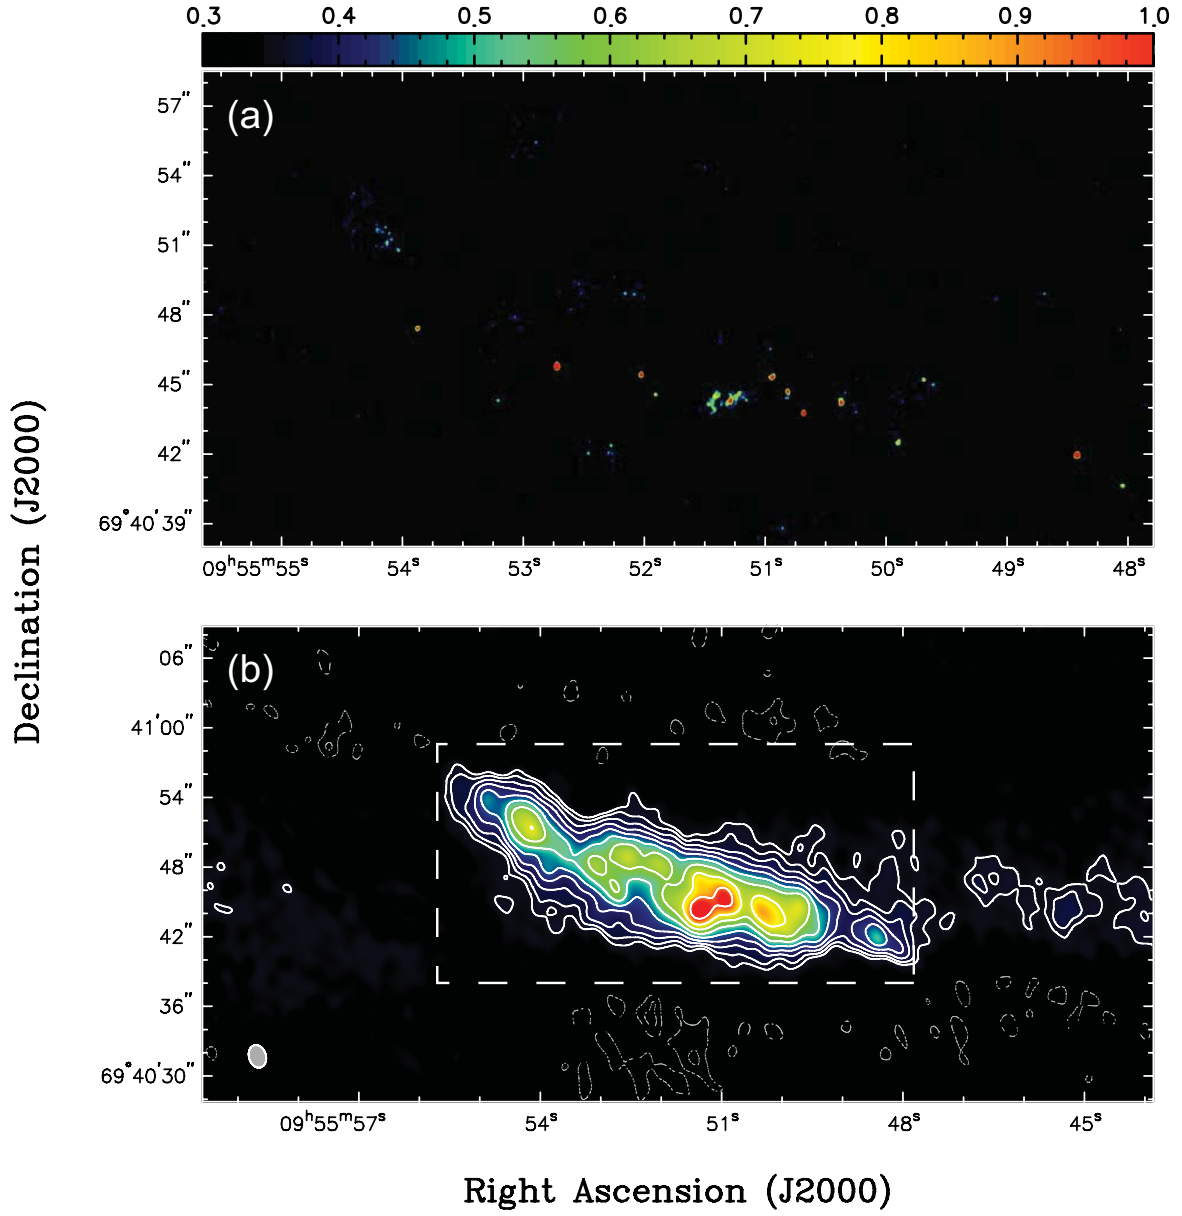 0.3 0.4 0.5 0.6 0.7 0.8 0.9 1.0
(a)
57"
54"
51"
48"
45"
42"
69°40'39"
09ʰ55ᵐ55ˢ 54ˢ 53ˢ 52ˢ 51ˢ 50ˢ 49ˢ 48ˢ
Declination (J2000)
(b)
06"
41'00"
54"
48"
42"
36"
69°40'30"
09ʰ55ᵐ57ˢ 54ˢ 51ˢ 48ˢ 45ˢ
Right Ascension (J2000)